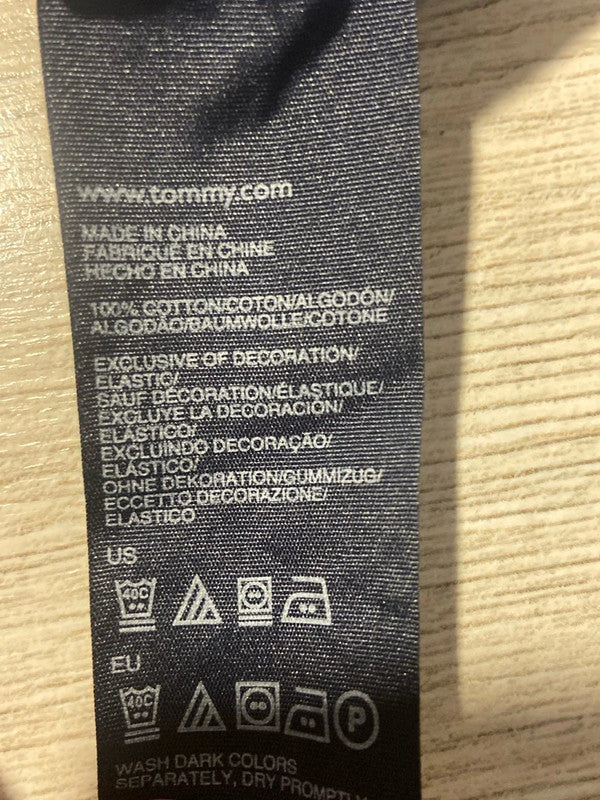 www.tommy.com
MADE IN CHINA
FABRIQUÉ EN CHINE
HECHO EN CHINA
100% COTTON/COTON/ALGODÓN/
ALGODÃO/BAUMWOLLE/COTONE
EXCLUSIVE OF DECORATION/
ELASTIC/
SAUF DÉCORATION/ÉLASTIQUE/
EXCLUYE LA DECORACIÓN/
ELÁSTICO/
EXCLUINDO DECORAÇÃO/
ELÁSTICO/
OHNE DEKORATION/GUMMIZUG/
ECCETTO DECORAZIONE/
ELASTICO
US
40C
EU
40C P
WASH DARK COLORS
SEPARATELY, DRY PROMPTLY